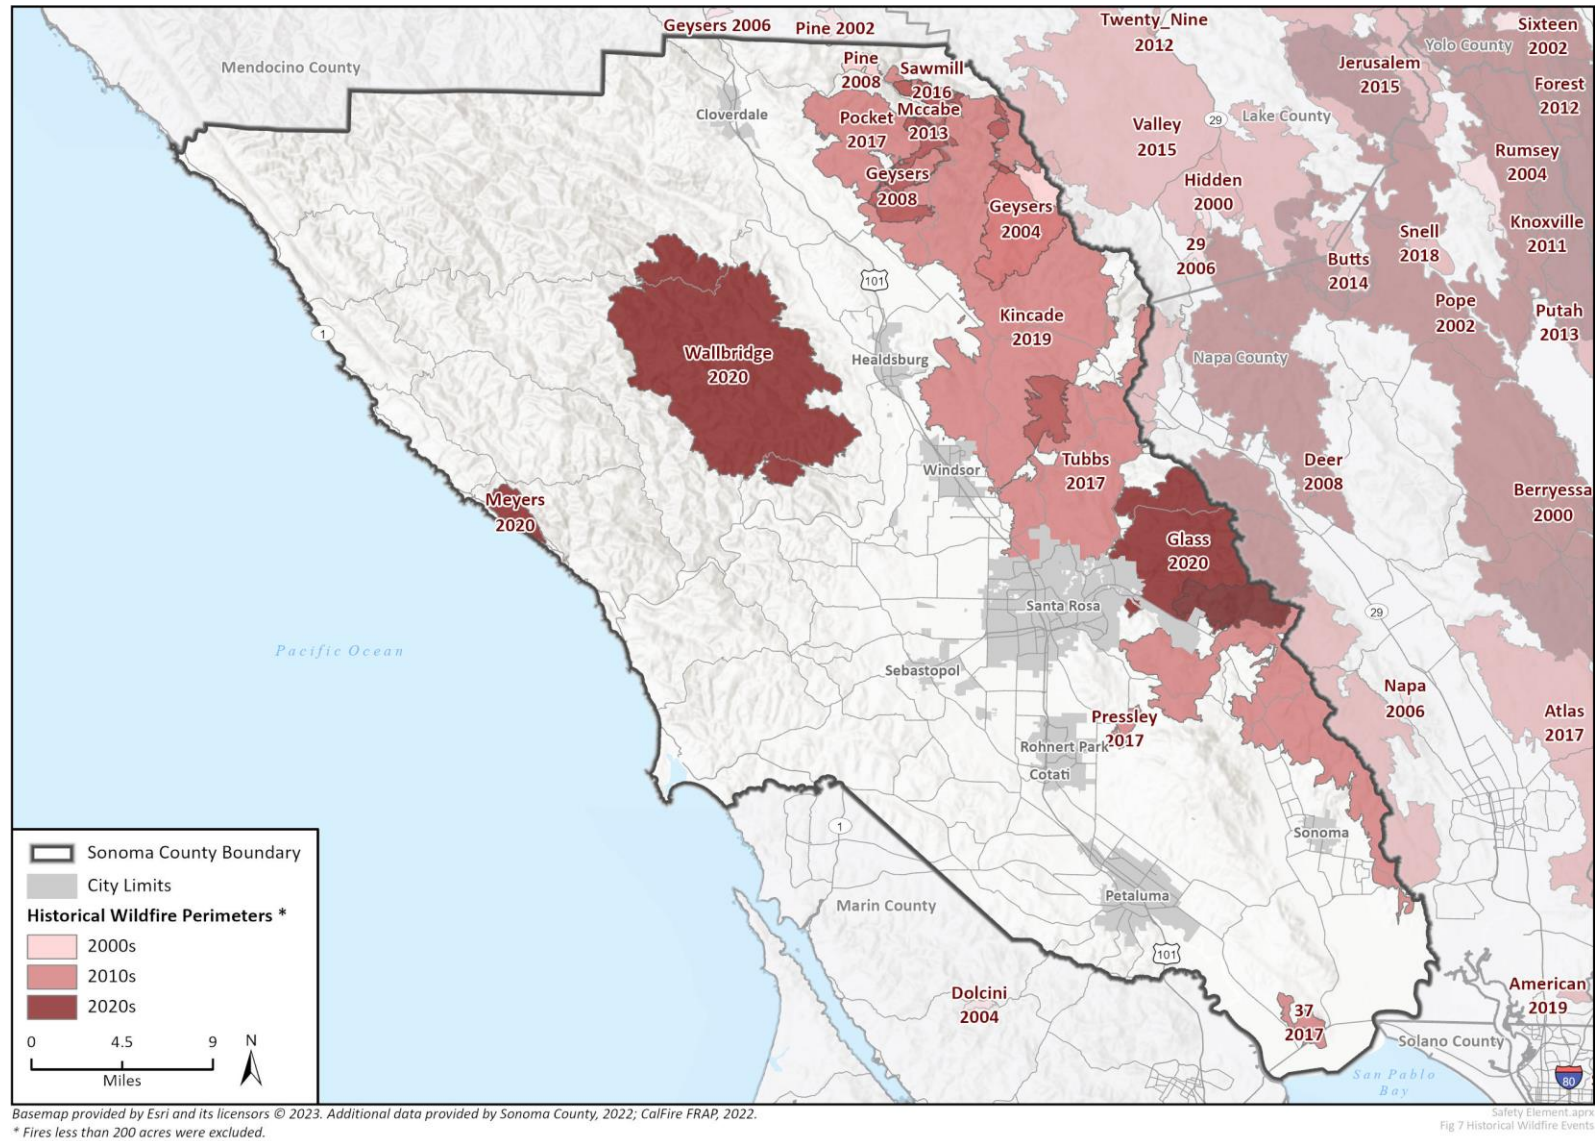 Geysers 2006
Pine 2002
Twenty_Nine
2012
Sixteen
2002
Yolo County
Mendocino County
Pine
2008
Sawmill
2016
Jerusalem
2015
Forest
2012
Cloverdale
Pocket
2017
Mccabe
2013
Valley
2015
29
Lake County
Rumsey
2004
Geysers
2008
Geysers
2004
Hidden
2000
Knoxville
2011
29
2006
Snell
2018
Butts
2014
101
Pope
2002
Putah
2013
Kincade
2019
1
Wallbridge
2020
Healdsburg
Napa County
Windsor
Tubbs
2017
Deer
2008
Berryessa
2000
Meyers
2020
Glass
2020
Santa Rosa
29
Pacific Ocean
Sebastopol
Napa
2006
Atlas
2017
Pressley
2017
Rohnert Park
Cotati
1
Sonoma
Petaluma
Marin County
101
Dolcini
2004
37
2017
American
2019
Solano County
San Pablo
Bay
80
Sonoma County Boundary
City Limits
Historical Wildfire Perimeters *
2000s
2010s
2020s
0 4.5 9
Miles
N
Basemap provided by Esri and its licensors © 2023. Additional data provided by Sonoma County, 2022; CalFire FRAP, 2022.
* Fires less than 200 acres were excluded.
Safety Element.aprx
Fig 7 Historical Wildfire Events